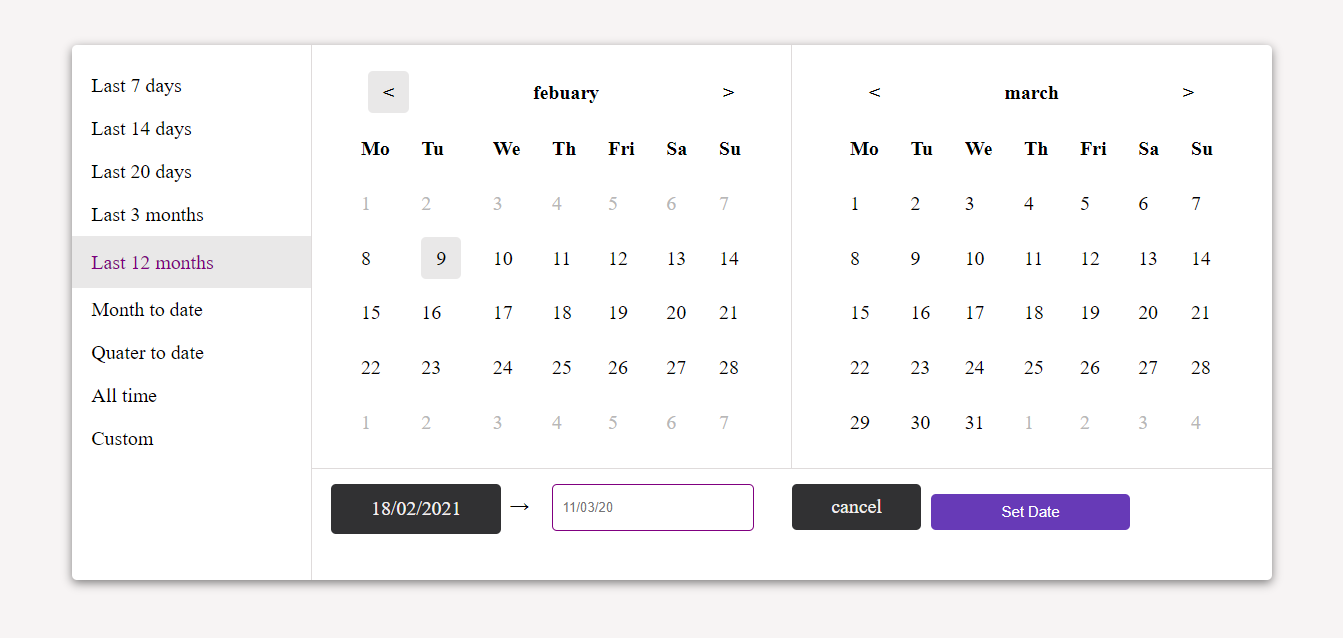 Last 7 days
Last 14 days
Last 20 days
Last 3 months
Last 12 months
Month to date
Quater to date
All time
Custom
< febuary >
Mo Tu We Th Fri Sa Su
1 2 3 4 5 6 7
8 9 10 11 12 13 14
15 16 17 18 19 20 21
22 23 24 25 26 27 28
1 2 3 4 5 6 7
< march >
Mo Tu We Th Fri Sa Su
1 2 3 4 5 6 7
8 9 10 11 12 13 14
15 16 17 18 19 20 21
22 23 24 25 26 27 28
29 30 31 1 2 3 4
18/02/2021 → 11/03/20 cancel Set Date